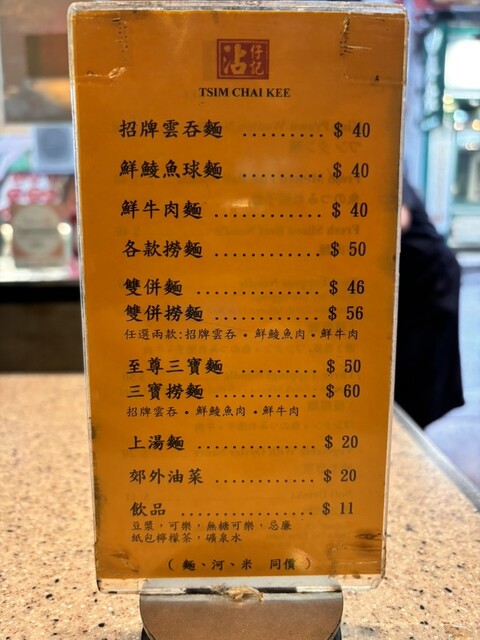 沾仔記
TSIM CHAI KEE
招牌雲吞麵 .......... $ 40
鮮鯪魚球麵 .......... $ 40
鮮牛肉麵 ............ $ 40
各款撈麵 ............ $ 50
雙併麵 .............. $ 46
雙併撈麵 ............ $ 56
任選兩款:招牌雲吞・鮮鯪魚肉・鮮牛肉
至尊三寶麵 .......... $ 50
三寶撈麵 ............ $ 60
招牌雲吞・鮮鯪魚肉・鮮牛肉
上湯麵 .............. $ 20
郊外油菜 ............ $ 20
飲品 ................ $ 11
豆漿,可樂,無糖可樂,忌廉
紙包檸檬茶,礦泉水
( 麵、河、米 同價 )